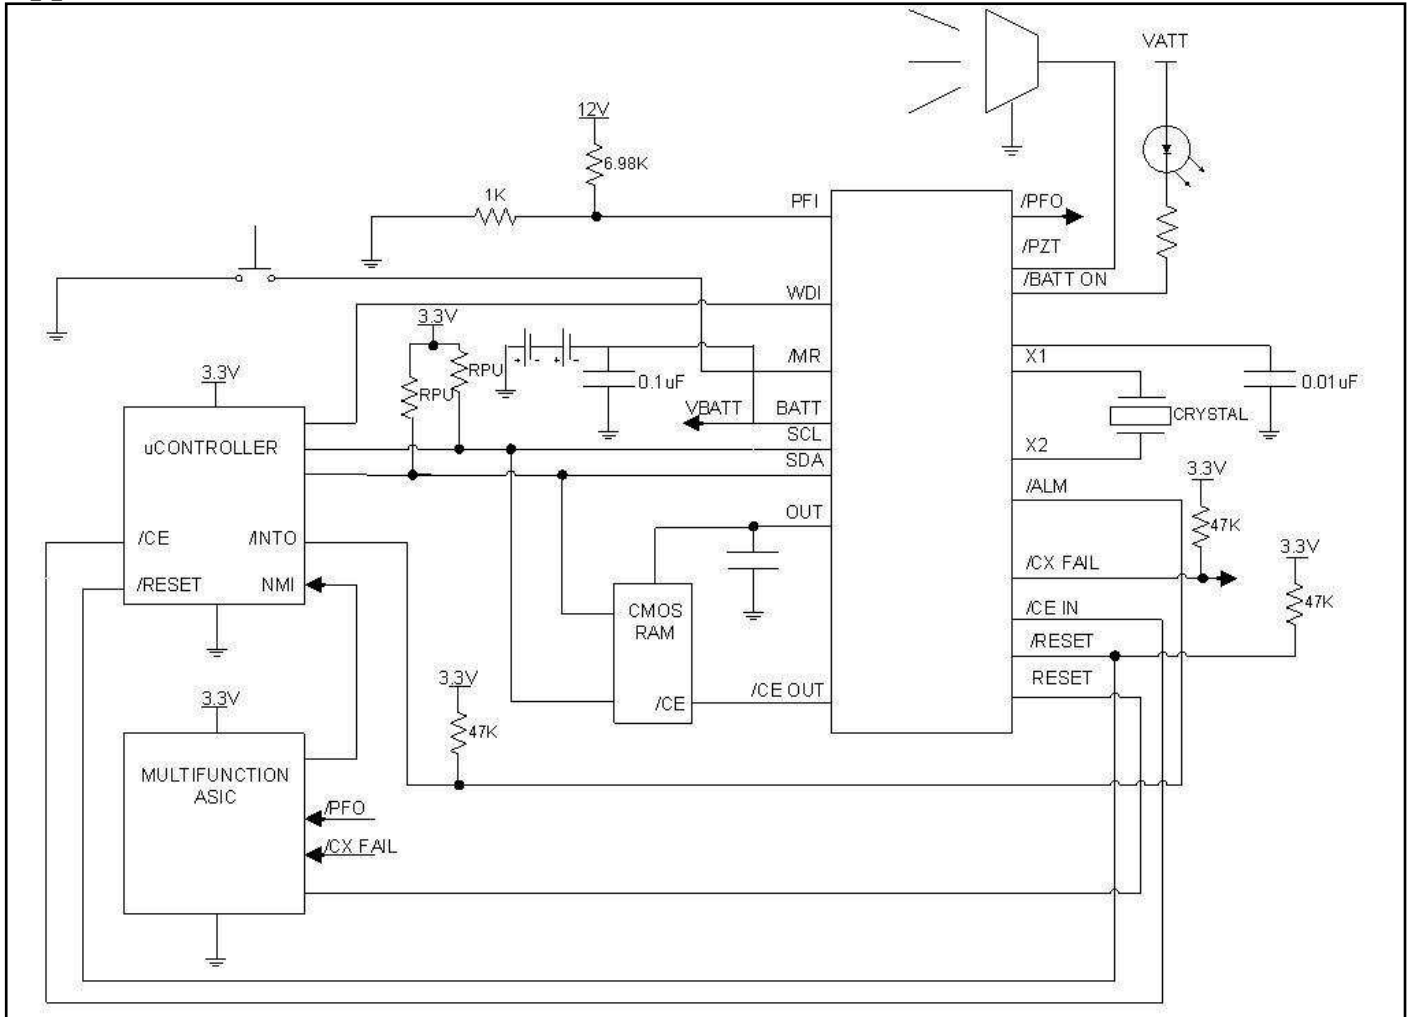 VATT
12V
6.98K
1K
PFI
/PFO
/PZT
/BATT ON
WDI
3.3V
/MR
X1
RPU
RPU
0.1uF
0.01uF
3.3V
VBATT
BATT
CRYSTAL
uCONTROLLER
SCL
SDA
X2
3.3V
/ALM
OUT
47K
/CE
/INTO
3.3V
/CX FAIL
/RESET
NMI
CMOS
RAM
/CE IN
47K
/RESET
RESET
3.3V
/CE OUT
/CE
3.3V
47K
MULTIFUNCTION
ASIC
/PFO
/CX FAIL